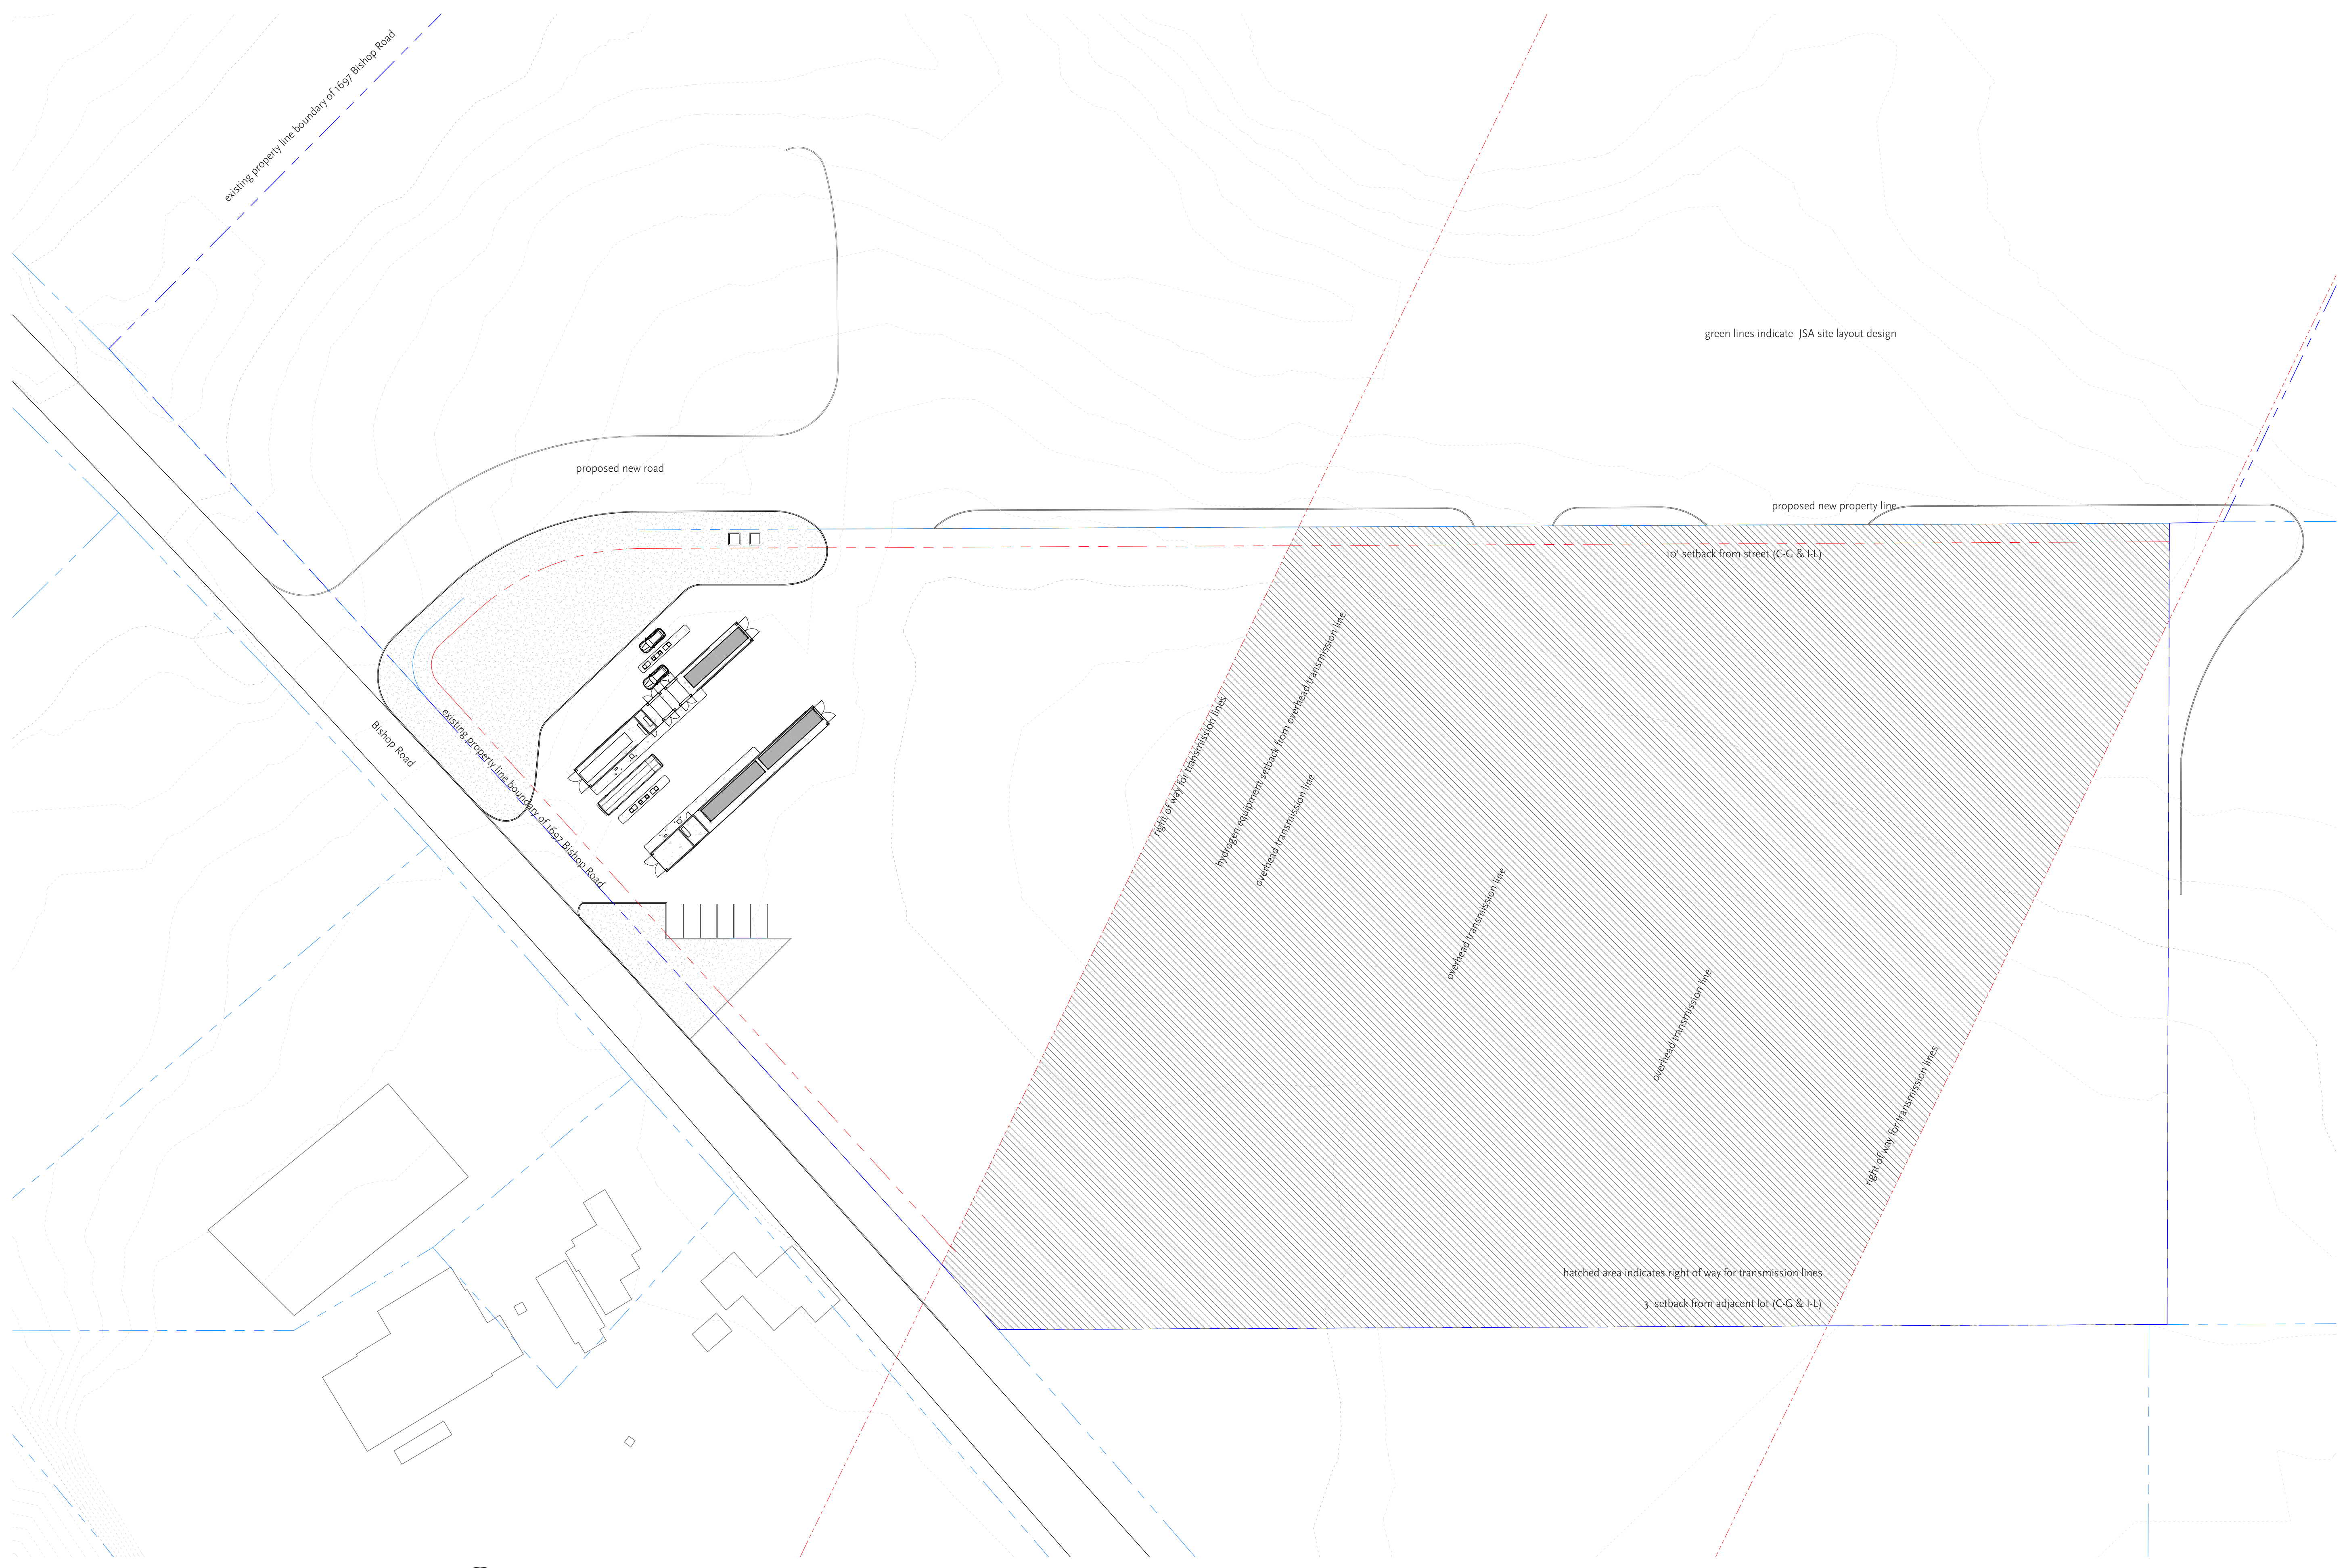 existing property line boundary of 1697 Bishop Road
green lines indicate JSA site layout design
proposed new road
proposed new property line
10' setback from street (C-G & I-L)
Bishop Road
existing property line boundary of 1697 Bishop Road
right of way for transmission lines
hydrogen equipment setback from overhead transmission line
overhead transmission line
overhead transmission line
overhead transmission line
right of way for transmission lines
hatched area indicates right of way for transmission lines
3' setback from adjacent lot (C-G & I-L)